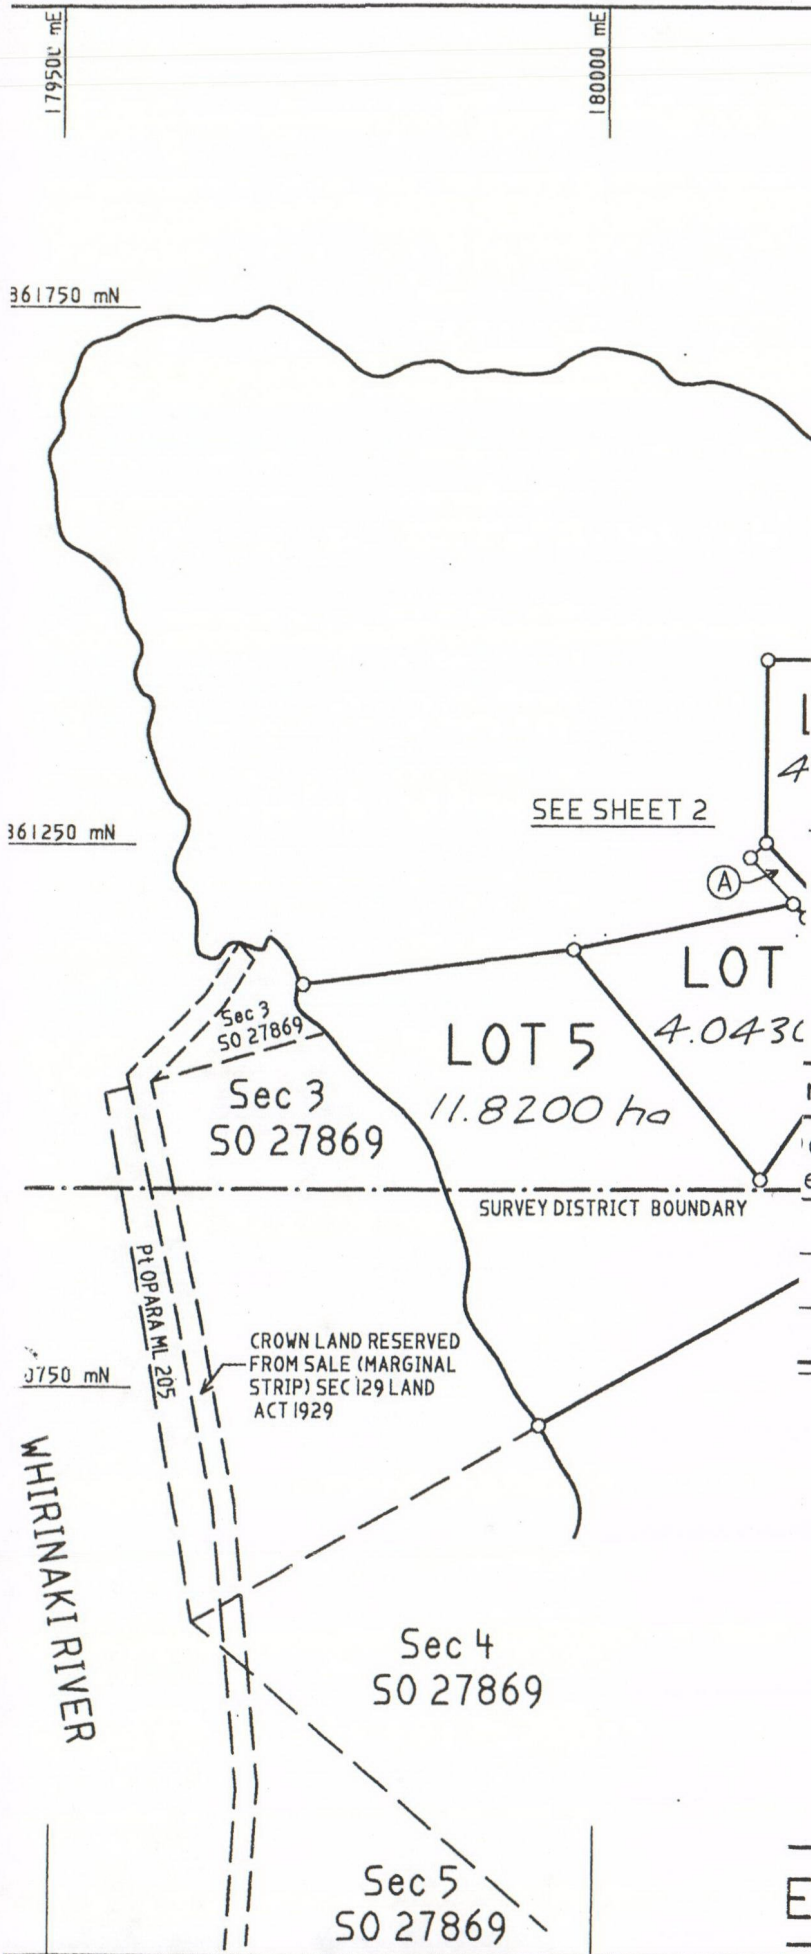 179500 mE
180000 mE
361750 mN
361250 mN
SEE SHEET 2
A
4
LOT
4.0430
Sec 3
SO 27869
LOT 5
11.8200 ha
Sec 3
SO 27869
SURVEY DISTRICT BOUNDARY
Pt OPARA ML 205
CROWN LAND RESERVED
FROM SALE (MARGINAL
STRIP) SEC 129 LAND
ACT 1929
0750 mN
WHIRINAKI RIVER
Sec 4
SO 27869
Sec 5
SO 27869
E